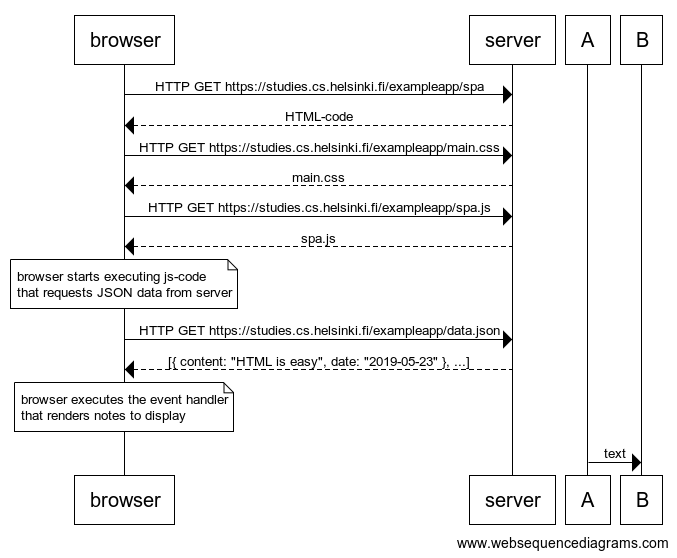 browser server A B
HTTP GET https://studies.cs.helsinki.fi/exampleapp/spa
HTML-code
HTTP GET https://studies.cs.helsinki.fi/exampleapp/main.css
main.css
HTTP GET https://studies.cs.helsinki.fi/exampleapp/spa.js
spa.js
browser starts executing js-code
that requests JSON data from server
HTTP GET https://studies.cs.helsinki.fi/exampleapp/data.json
[{ content: "HTML is easy", date: "2019-05-23" }, ...]
browser executes the event handler
that renders notes to display
text
browser server A B
www.websequencediagrams.com